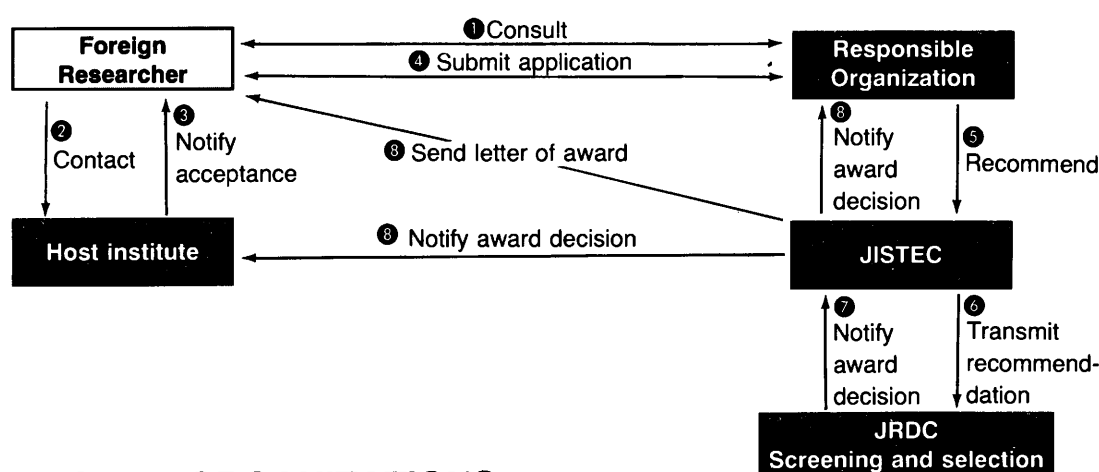 ❶Consult
Foreign
Researcher
Responsible
Organization
❹ Submit application
❷
Contact
❸
Notify
acceptance
❽ Send letter of award
❽
Notify
award
decision
❺
Recommend
Host institute
❽ Notify award decision
JISTEC
❼
Notify
award
decision
❻
Transmit
recommend-
dation
JRDC
Screening and selection